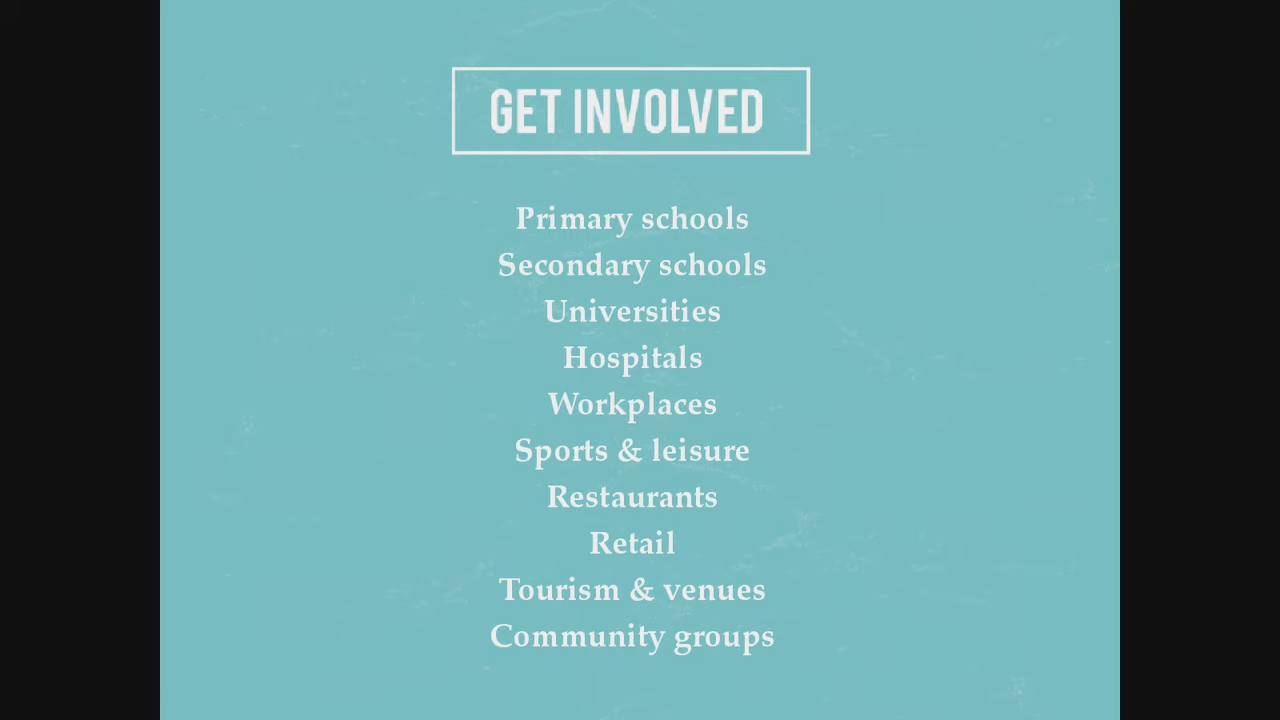 GET INVOLVED
Primary schools
Secondary schools
Universities
Hospitals
Workplaces
Sports & leisure
Restaurants
Retail
Tourism & venues
Community groups